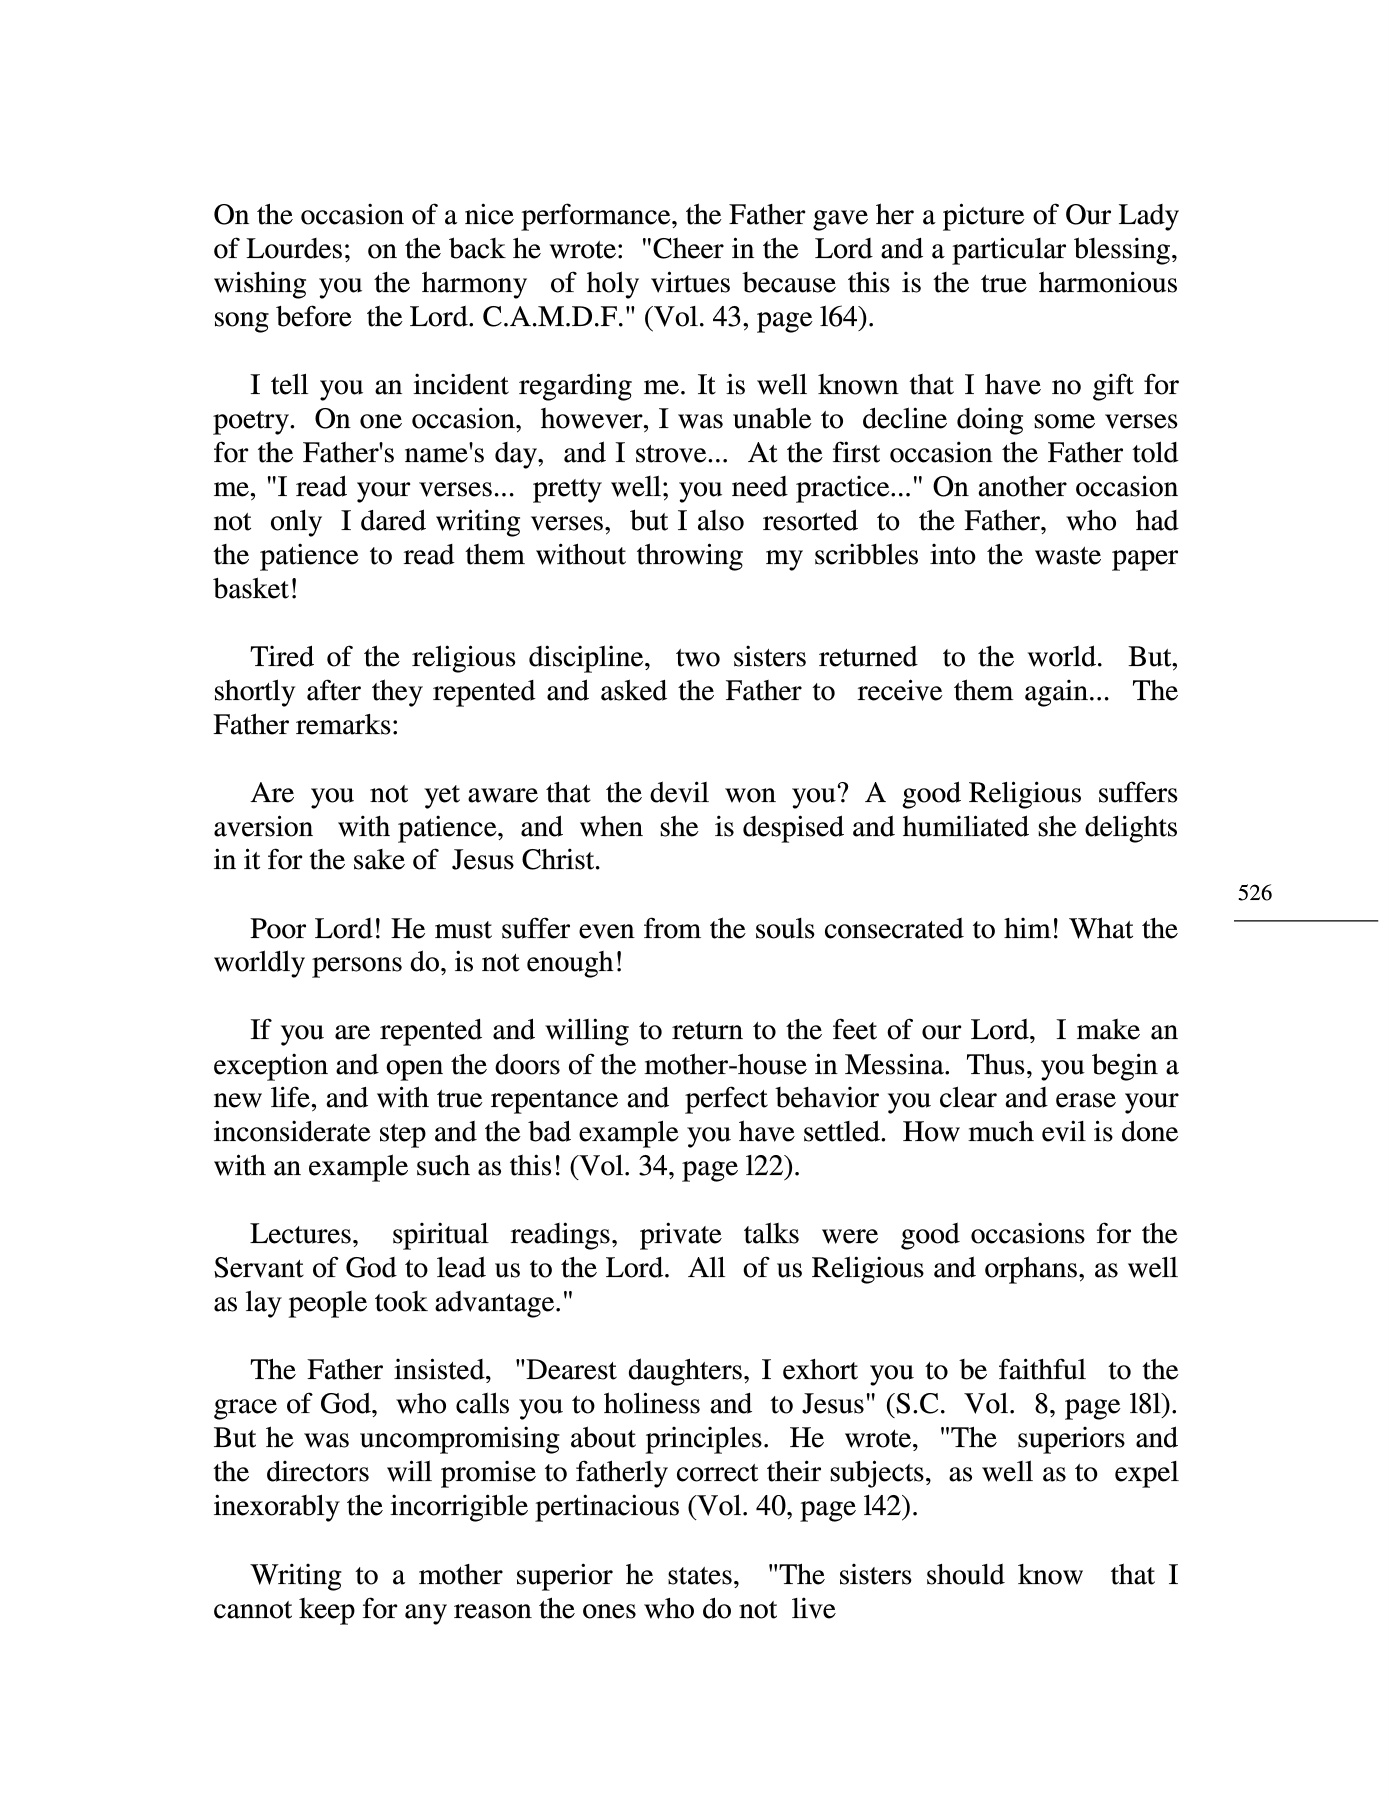 On the occasion of a nice performance, the Father gave her a picture of Our Lady
of Lourdes; on the back he wrote: "Cheer in the Lord and a particular blessing,
wishing you the harmony of holy virtues because this is the true harmonious
song before the Lord. C.A.M.D.F." (Vol. 43, page l64).
I tell you an incident regarding me. It is well known that I have no gift for
poetry. On one occasion, however, I was unable to decline doing some verses
for the Father's name's day, and I strove... At the first occasion the Father told
me, "I read your verses... pretty well; you need practice..." On another occasion
not only I dared writing verses, but I also resorted to the Father, who had
the patience to read them without throwing my scribbles into the waste paper
basket!
Tired of the religious discipline, two sisters returned to the world. But,
shortly after they repented and asked the Father to receive them again... The
Father remarks:
Are you not yet aware that the devil won you? A good Religious suffers
aversion with patience, and when she is despised and humiliated she delights
in it for the sake of Jesus Christ.
526
Poor Lord! He must suffer even from the souls consecrated to him! What the
worldly persons do, is not enough!
If you are repented and willing to return to the feet of our Lord, I make an
exception and open the doors of the mother-house in Messina. Thus, you begin a
new life, and with true repentance and perfect behavior you clear and erase your
inconsiderate step and the bad example you have settled. How much evil is done
with an example such as this! (Vol. 34, page l22).
Lectures, spiritual readings, private talks were good occasions for the
Servant of God to lead us to the Lord. All of us Religious and orphans, as well
as lay people took advantage."
The Father insisted, "Dearest daughters, I exhort you to be faithful to the
grace of God, who calls you to holiness and to Jesus" (S.C. Vol. 8, page l8l).
But he was uncompromising about principles. He wrote, "The superiors and
the directors will promise to fatherly correct their subjects, as well as to expel
inexorably the incorrigible pertinacious (Vol. 40, page l42).
Writing to a mother superior he states, "The sisters should know that I
cannot keep for any reason the ones who do not live